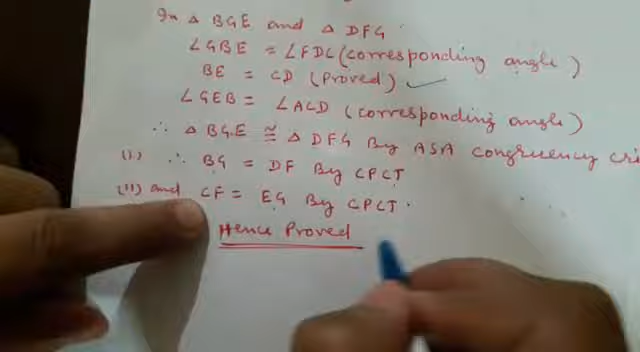 In △ BGE and △ DFG
∠GBE = ∠FDC (corresponding angle)
BE = CD (Proved) ✓
∠GEB = ∠ACD (corresponding angle)
∴ △ BGE ≅ △ DFG By ASA congruency cri
(i) ∴ BG = DF By CPCT
(ii) and CF = EG By CPCT.
Hence Proved